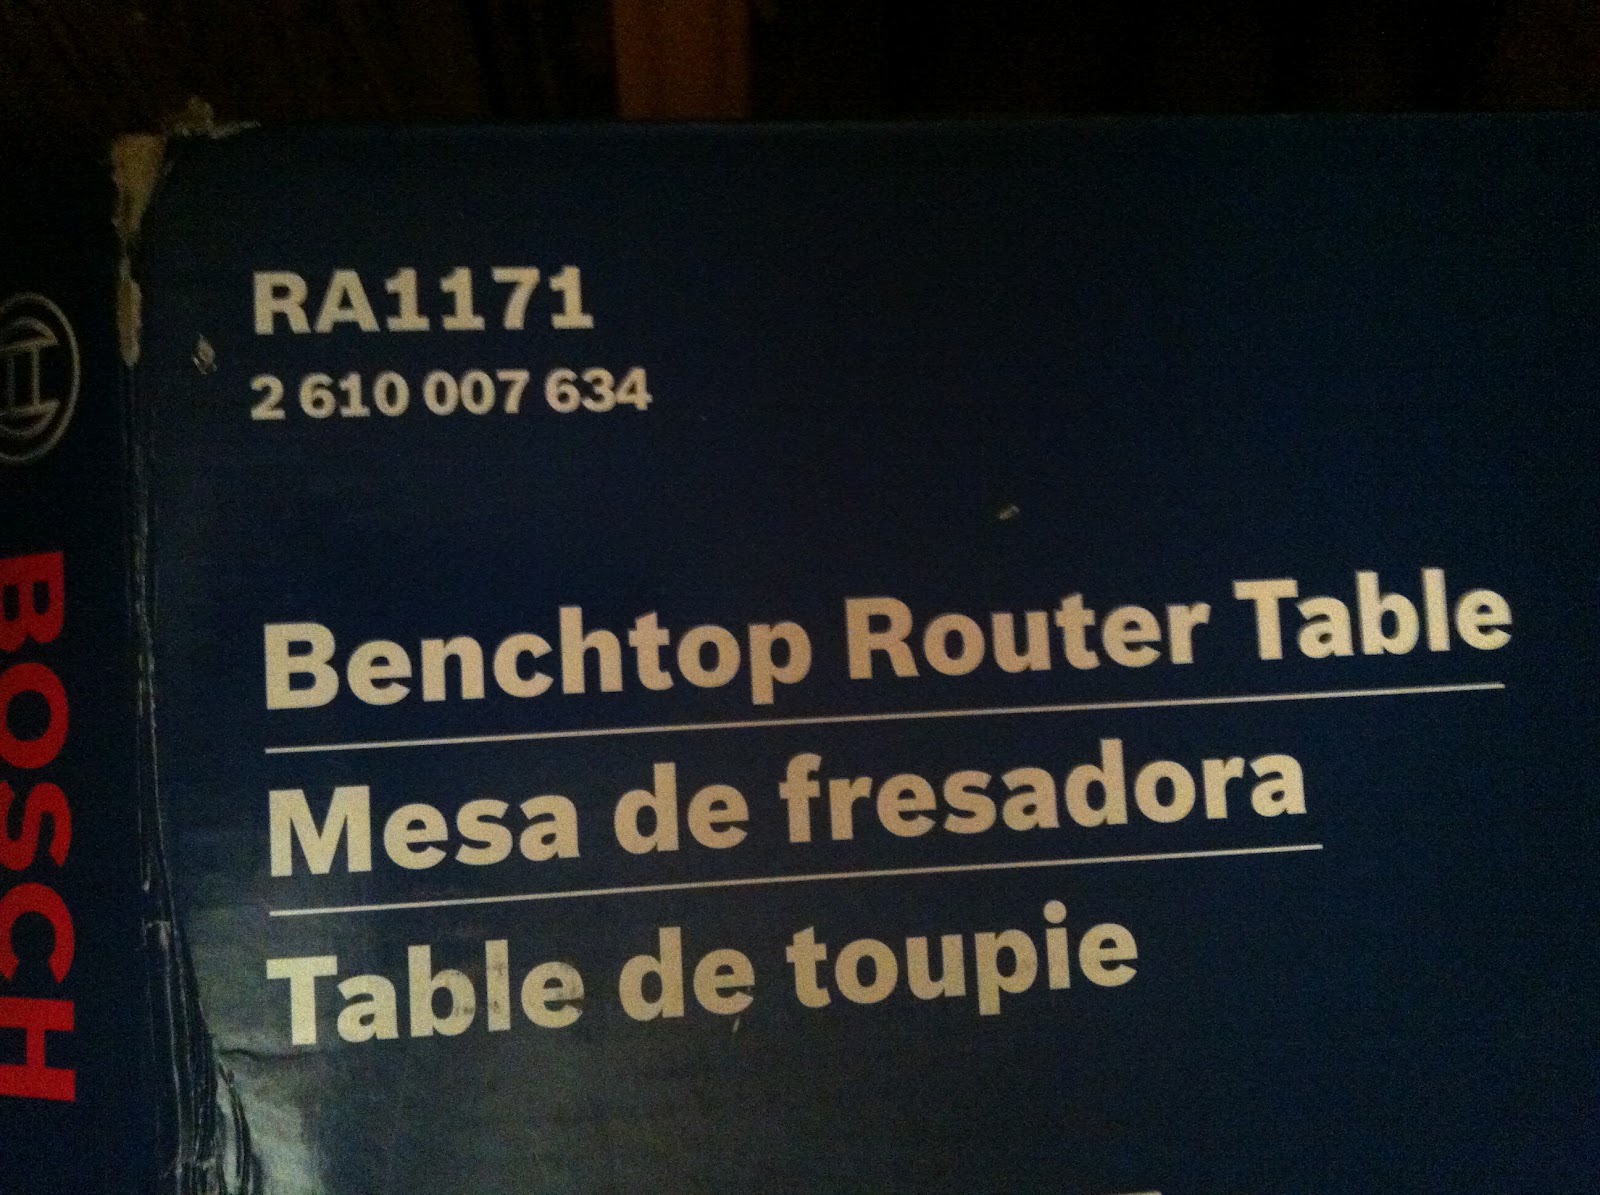 RA1171
2 610 007 634
Benchtop Router Table
Mesa de fresadora
Table de toupie
BOSCH